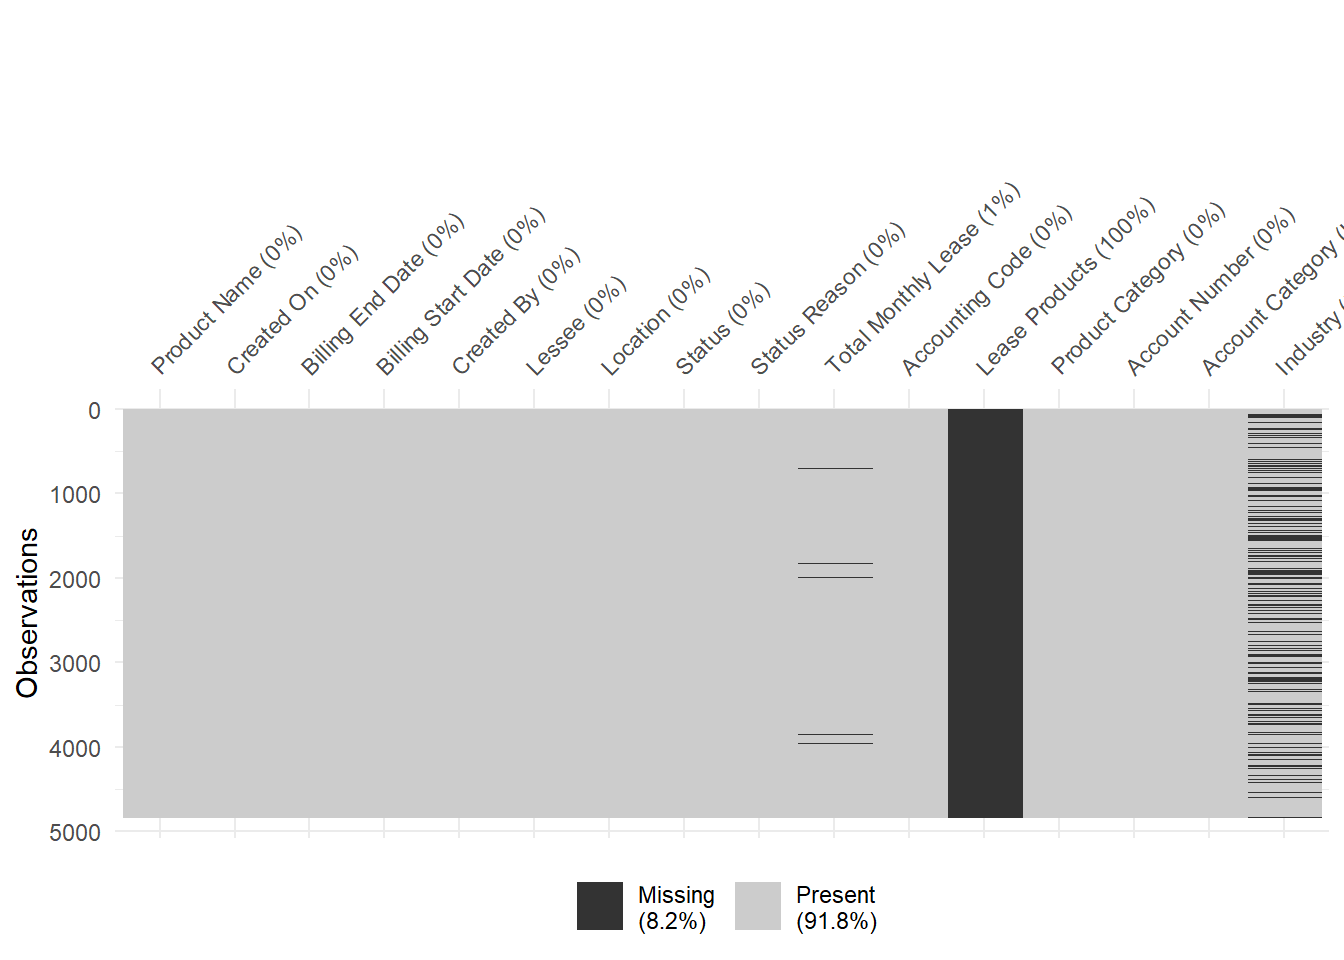 Product Name (0%)
Created On (0%)
Billing End Date (0%)
Billing Start Date (0%)
Created By (0%)
Lessee (0%)
Location (0%)
Status (0%)
Status Reason (0%)
Total Monthly Lease (1%)
Accounting Code (0%)
Lease Products (100%)
Product Category (0%)
Account Number (0%)
Account Category
Industry
Observations
0
1000
2000
3000
4000
5000
Missing
(8.2%)
Present
(91.8%)